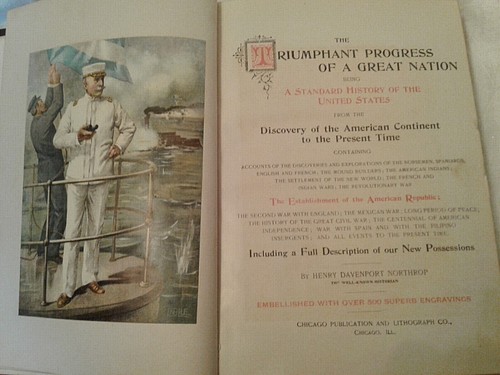 THE
TRIUMPHANT PROGRESS
OF A GREAT NATION
BEING
A STANDARD HISTORY OF THE
UNITED STATES
FROM THE
Discovery of the American Continent
to the Present Time
CONTAINING
ACCOUNTS OF THE DISCOVERIES AND EXPLORATIONS OF THE NORSEMEN, SPANIARDS,
ENGLISH AND FRENCH; THE MOUND BUILDERS; THE AMERICAN INDIANS;
THE SETTLEMENT OF THE NEW WORLD; THE FRENCH AND
INDIAN WARS; THE REVOLUTIONARY WAR
The Establishment of the American Republic;
THE SECOND WAR WITH ENGLAND; THE MEXICAN WAR; LONG PERIOD OF PEACE;
THE HISTORY OF THE GREAT CIVIL WAR; THE CENTENNIAL OF AMERICAN
INDEPENDENCE; WAR WITH SPAIN AND WITH THE FILIPINO
INSURGENTS; AND ALL EVENTS TO THE PRESENT TIME.
Including a Full Description of our New Possessions
BY HENRY DAVENPORT NORTHROP
THE WELL-KNOWN HISTORIAN
EMBELLISHED WITH OVER 300 SUPERB ENGRAVINGS
CHICAGO PUBLICATION AND LITHOGRAPH CO.,
CHICAGO, ILL.